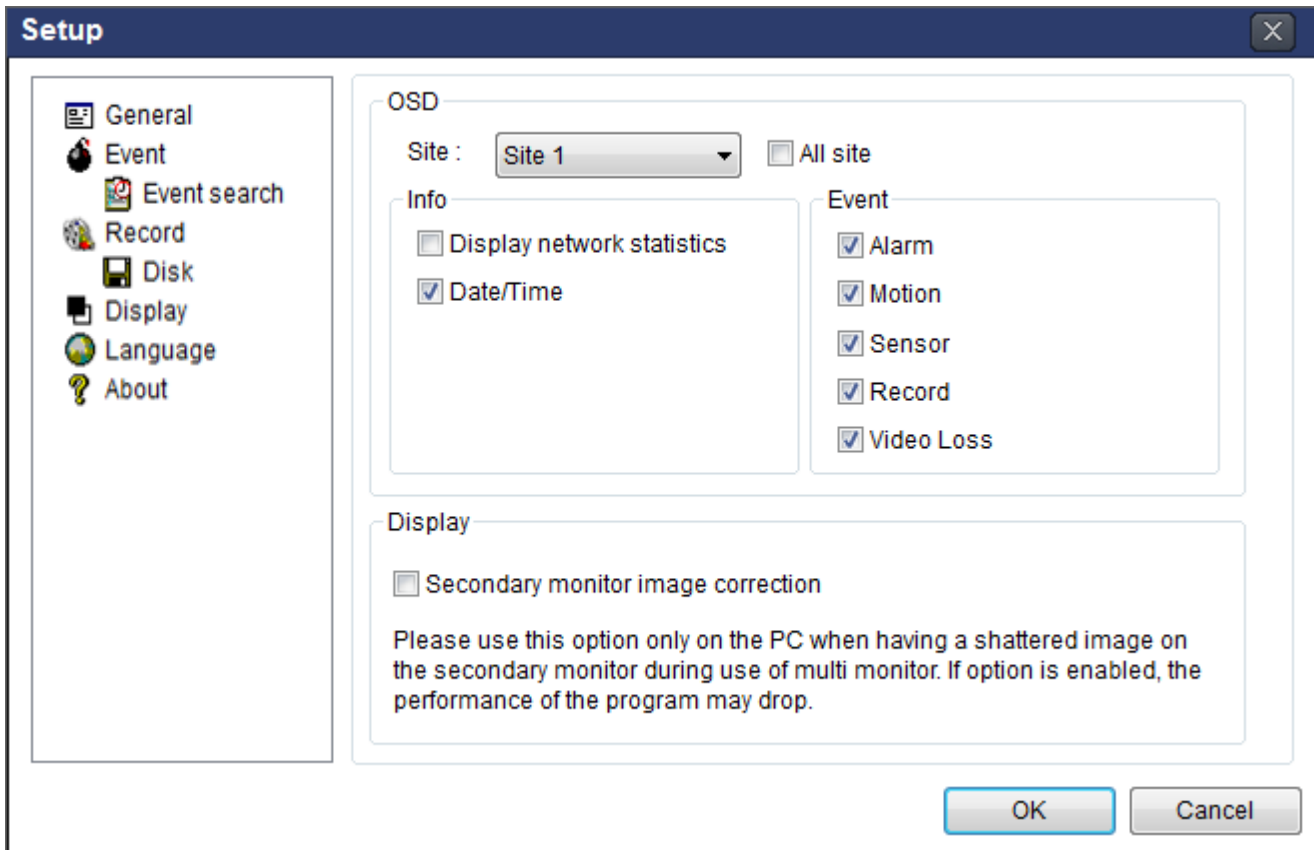 Setup
General
Event
Event search
Record
Disk
Display
Language
About
OSD
Site : Site 1 All site
Info
Display network statistics
Date/Time
Event
Alarm
Motion
Sensor
Record
Video Loss
Display
Secondary monitor image correction
Please use this option only on the PC when having a shattered image on
the secondary monitor during use of multi monitor. If option is enabled, the
performance of the program may drop.
OK Cancel